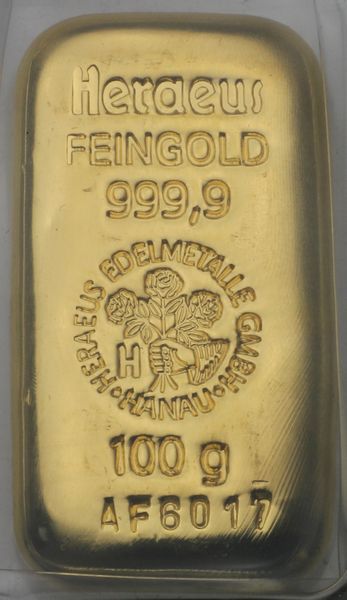 Heraeus
FEINGOLD
999,9
HERAEUS EDELMETALLE GMBH
H
HANAU
100 g
AF6017